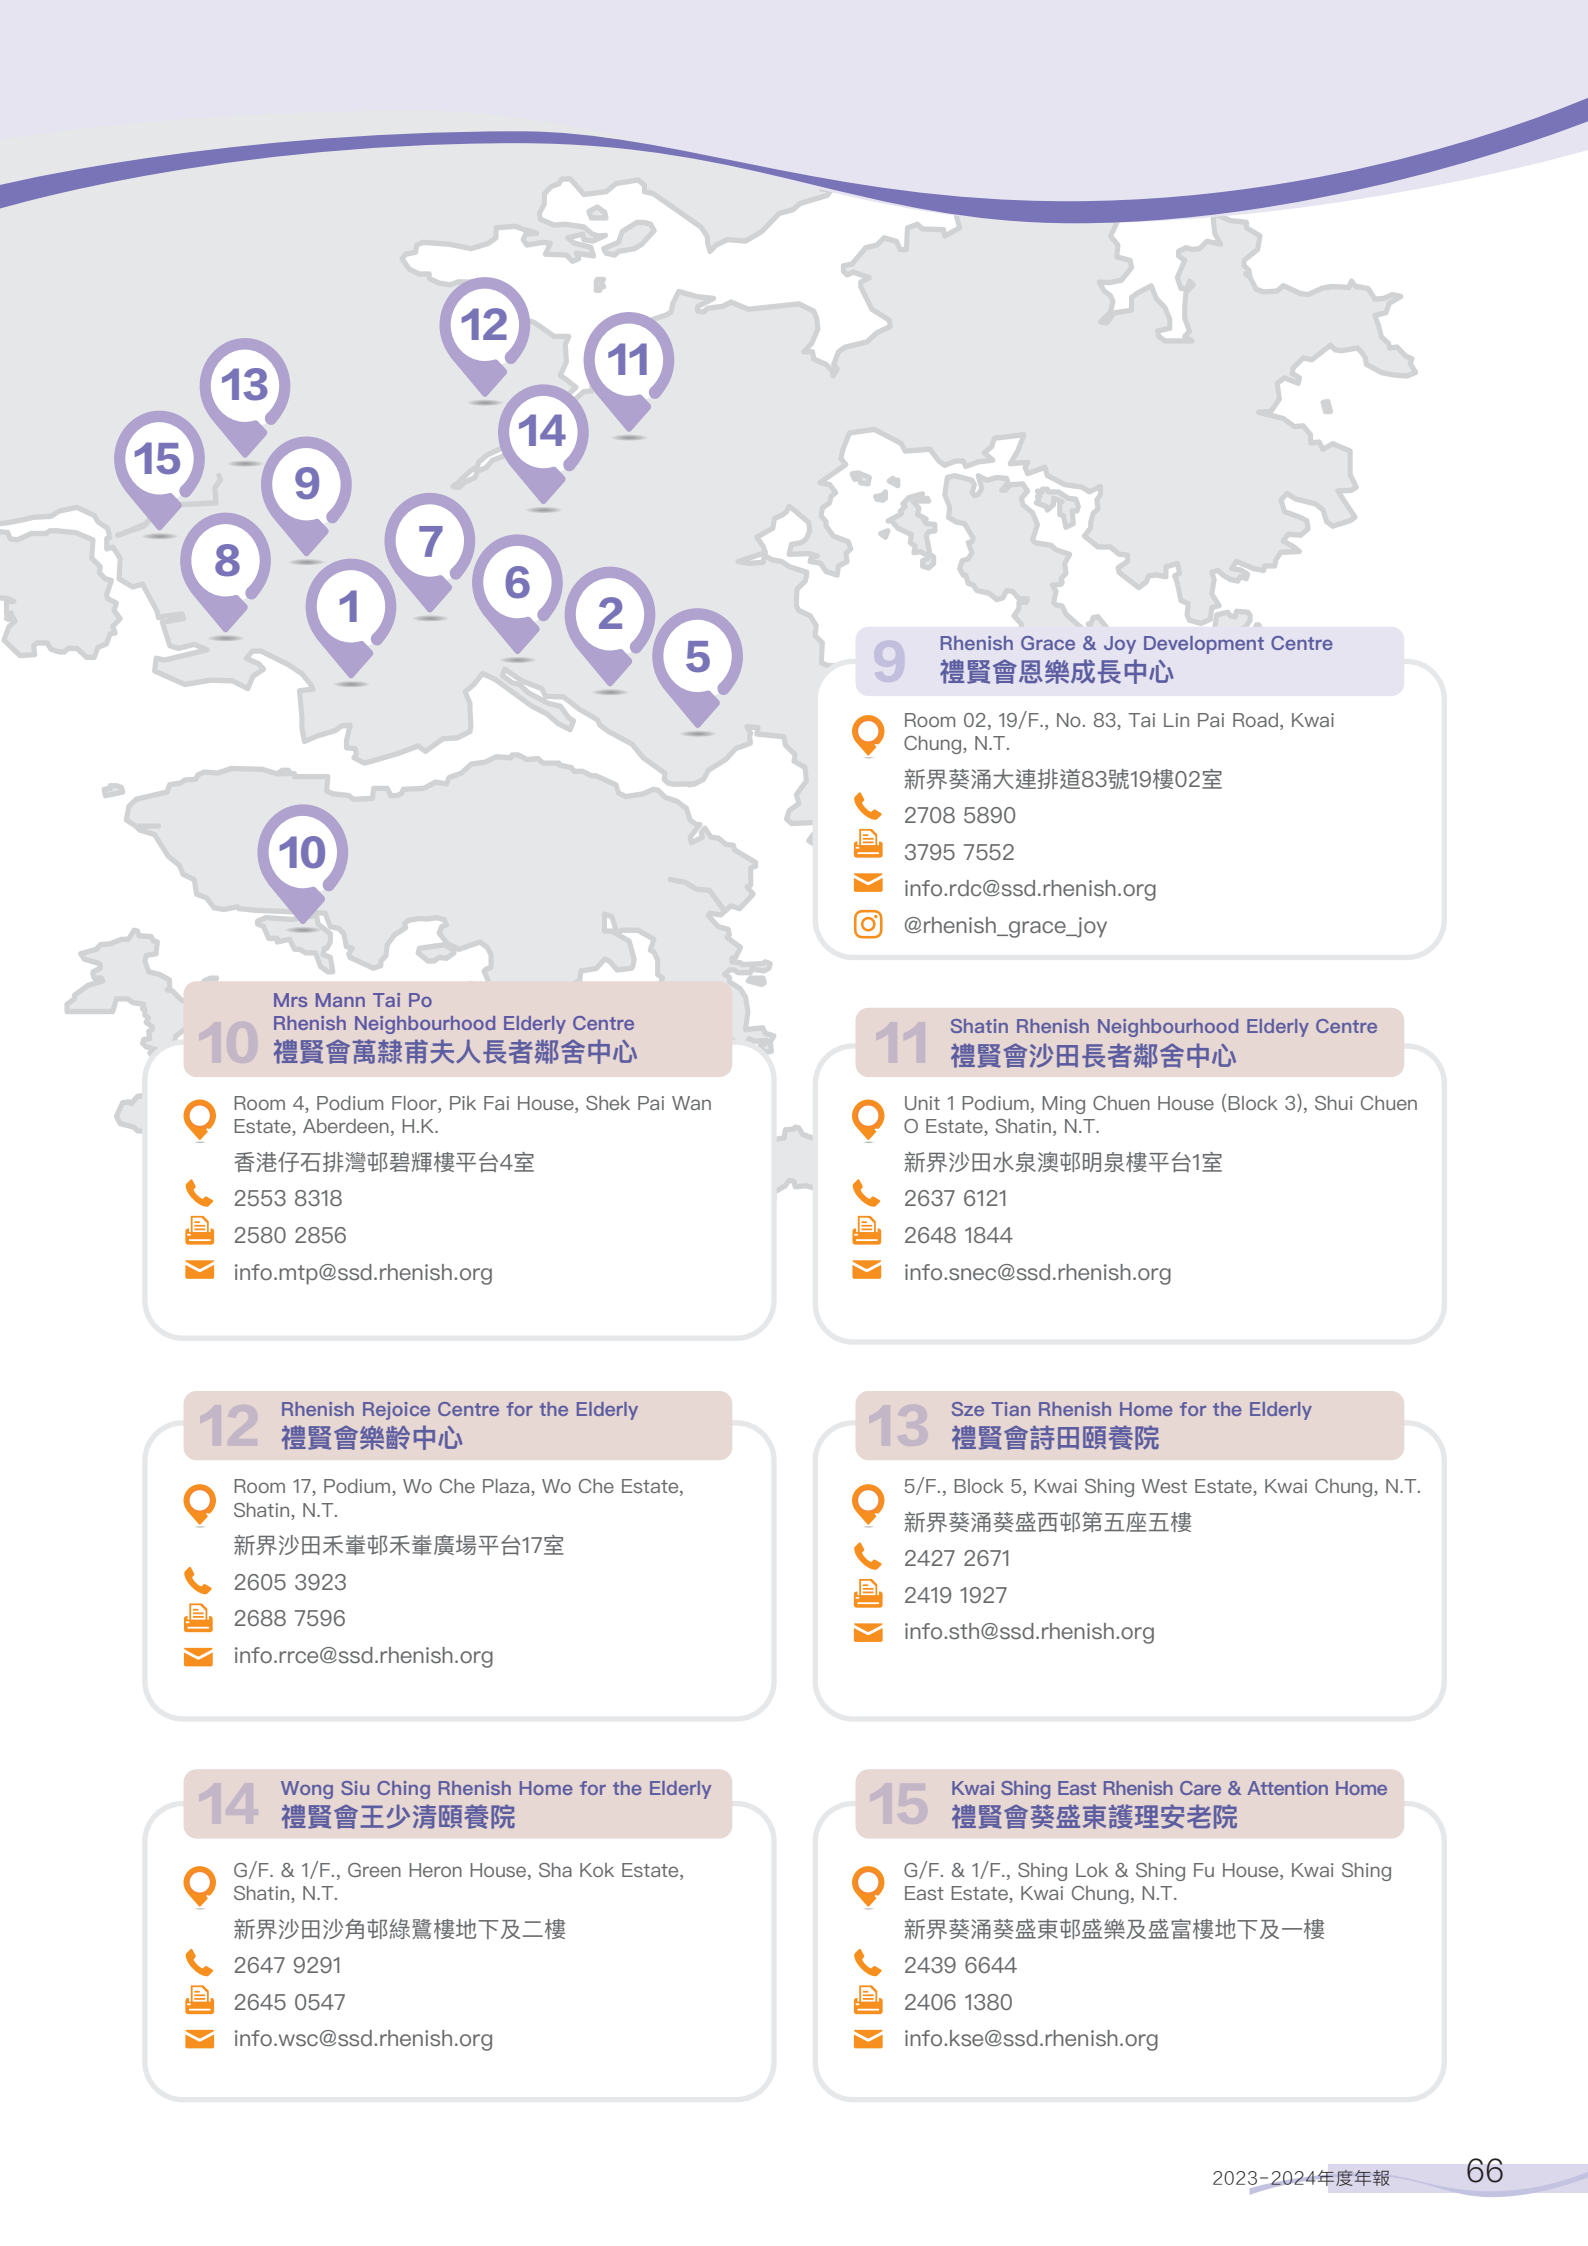 12
11
13
14
15
9
7
8
6
1
2
5
10
9
Rhenish Grace & Joy Development Centre
禮賢會恩樂成長中心
Room 02, 19/F., No. 83, Tai Lin Pai Road, Kwai
Chung, N.T.
新界葵涌大連排道83號19樓02室
2708 5890
3795 7552
info.rdc@ssd.rhenish.org
@rhenish_grace_joy
10
Mrs Mann Tai Po
Rhenish Neighbourhood Elderly Centre
禮賢會萬隸甫夫人長者鄰舍中心
Room 4, Podium Floor, Pik Fai House, Shek Pai Wan
Estate, Aberdeen, H.K.
香港仔石排灣邨碧輝樓平台4室
2553 8318
2580 2856
info.mtp@ssd.rhenish.org
11
Shatin Rhenish Neighbourhood Elderly Centre
禮賢會沙田長者鄰舍中心
Unit 1 Podium, Ming Chuen House (Block 3), Shui Chuen
O Estate, Shatin, N.T.
新界沙田水泉澳邨明泉樓平台1室
2637 6121
2648 1844
info.snec@ssd.rhenish.org
12
Rhenish Rejoice Centre for the Elderly
禮賢會樂齡中心
Room 17, Podium, Wo Che Plaza, Wo Che Estate,
Shatin, N.T.
新界沙田禾輋邨禾輋廣場平台17室
2605 3923
2688 7596
info.rrce@ssd.rhenish.org
13
Sze Tian Rhenish Home for the Elderly
禮賢會詩田頤養院
5/F., Block 5, Kwai Shing West Estate, Kwai Chung, N.T.
新界葵涌葵盛西邨第五座五樓
2427 2671
2419 1927
info.sth@ssd.rhenish.org
14
Wong Siu Ching Rhenish Home for the Elderly
禮賢會王少清頤養院
G/F. & 1/F., Green Heron House, Sha Kok Estate,
Shatin, N.T.
新界沙田沙角邨綠鷺樓地下及二樓
2647 9291
2645 0547
info.wsc@ssd.rhenish.org
15
Kwai Shing East Rhenish Care & Attention Home
禮賢會葵盛東護理安老院
G/F. & 1/F., Shing Lok & Shing Fu House, Kwai Shing
East Estate, Kwai Chung, N.T.
新界葵涌葵盛東邨盛樂及盛富樓地下及一樓
2439 6644
2406 1380
info.kse@ssd.rhenish.org
2023-2024年度年報
66